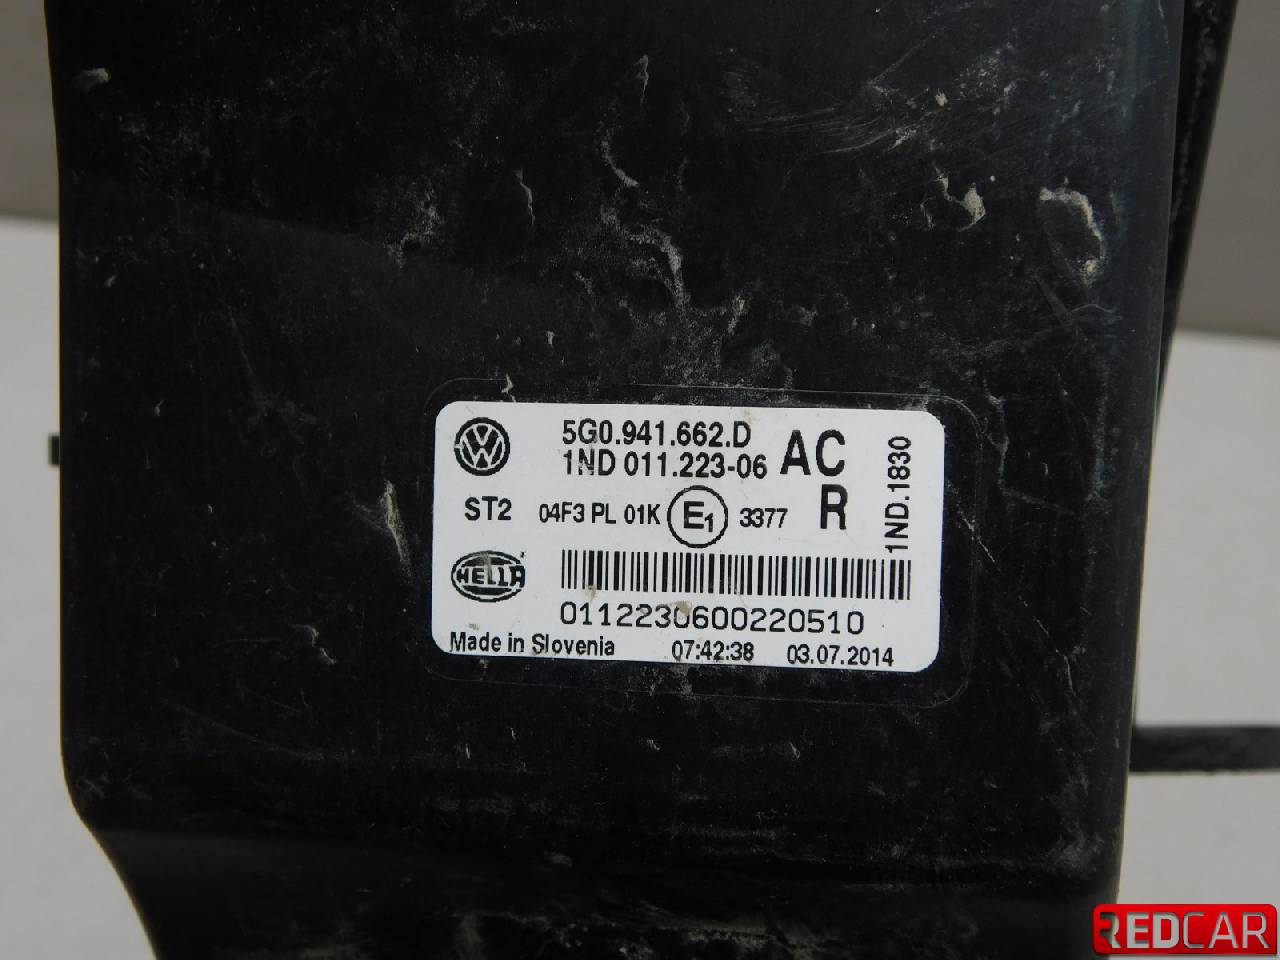 5G0.941.662.D AC
1ND 011.223-06
ST2 04F3 PL 01K E1 3377 R
1ND.1830
HELLA
0112230600220510
Made in Slovenia 07:42:38 03.07.2014
REDCAR